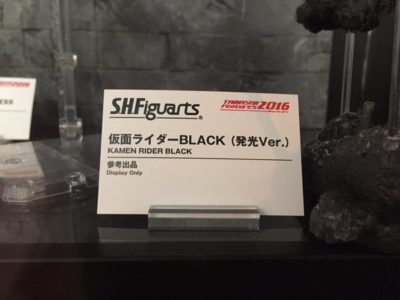 S.H.Figuarts
TAMASHII Feature's 2016
仮面ライダーBLACK（発光Ver.）
KAMEN RIDER BLACK
参考出品
Display Only